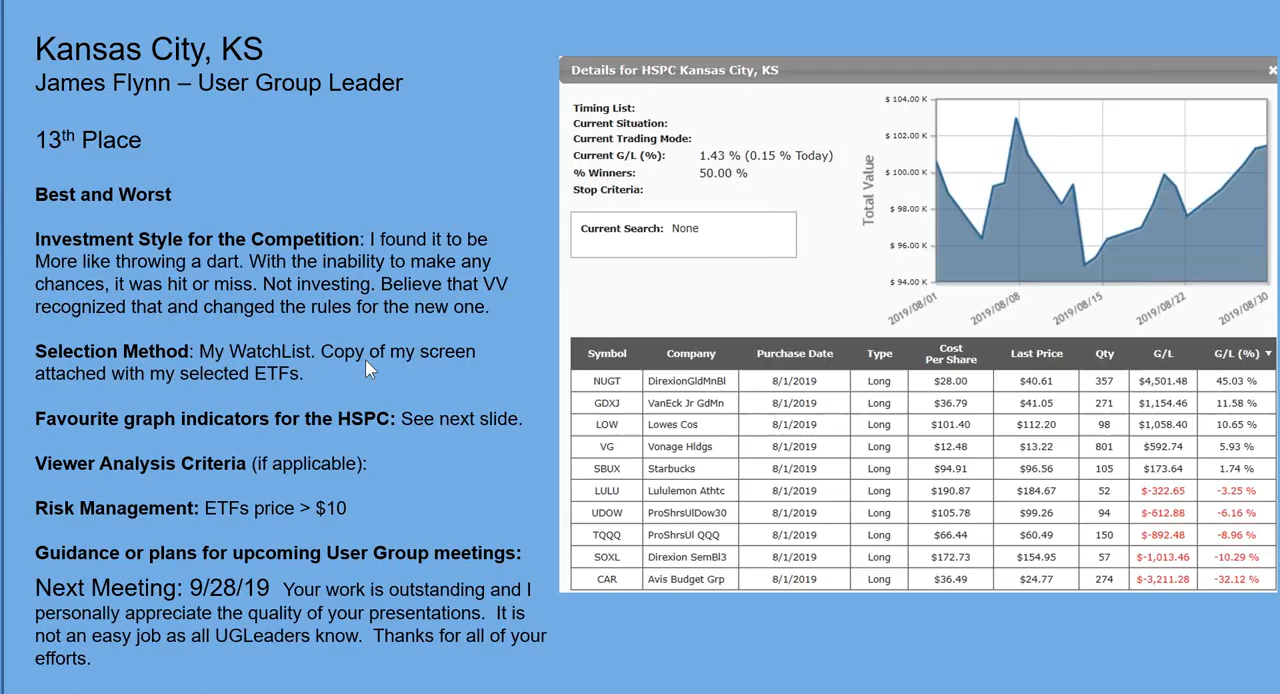 Kansas City, KS
James Flynn – User Group Leader
13th Place
Best and Worst
Investment Style for the Competition: I found it to be
More like throwing a dart. With the inability to make any
chances, it was hit or miss. Not investing. Believe that VV
recognized that and changed the rules for the new one.
Selection Method: My WatchList. Copy of my screen
attached with my selected ETFs.
Favourite graph indicators for the HSPC: See next slide.
Viewer Analysis Criteria (if applicable):
Risk Management: ETFs price > $10
Guidance or plans for upcoming User Group meetings:
Next Meeting: 9/28/19 Your work is outstanding and I
personally appreciate the quality of your presentations. It is
not an easy job as all UGLeaders know. Thanks for all of your
efforts.
Details for HSPC Kansas City, KS
Timing List:
Current Situation:
Current Trading Mode:
Current G/L (%): 1.43 % (0.15 % Today)
% Winners: 50.00 %
Stop Criteria:
Current Search: None
Total Value
$ 104.00 K
$ 102.00 K
$ 100.00 K
$ 98.00 K
$ 96.00 K
$ 94.00 K
2019/08/01 2019/08/08 2019/08/15 2019/08/22 2019/08/30
Symbol Company Purchase Date Type Cost Per Share Last Price Qty G/L G/L (%) ▼
NUGT DirexionGldMnBl 8/1/2019 Long $28.00 $40.61 357 $4,501.48 45.03 %
GDXJ VanEck Jr GdMn 8/1/2019 Long $36.79 $41.05 271 $1,154.46 11.58 %
LOW Lowes Cos 8/1/2019 Long $101.40 $112.20 98 $1,058.40 10.65 %
VG Vonage Hldgs 8/1/2019 Long $12.48 $13.22 801 $592.74 5.93 %
SBUX Starbucks 8/1/2019 Long $94.91 $96.56 105 $173.64 1.74 %
LULU Lululemon Athtc 8/1/2019 Long $190.87 $184.67 52 $-322.65 -3.25 %
UDOW ProShrsUlDow30 8/1/2019 Long $105.78 $99.26 94 $-612.88 -6.16 %
TQQQ ProShrsUl QQQ 8/1/2019 Long $66.44 $60.49 150 $-892.48 -8.96 %
SOXL Direxion SemBl3 8/1/2019 Long $172.73 $154.95 57 $-1,013.46 -10.29 %
CAR Avis Budget Grp 8/1/2019 Long $36.49 $24.77 274 $-3,211.28 -32.12 %